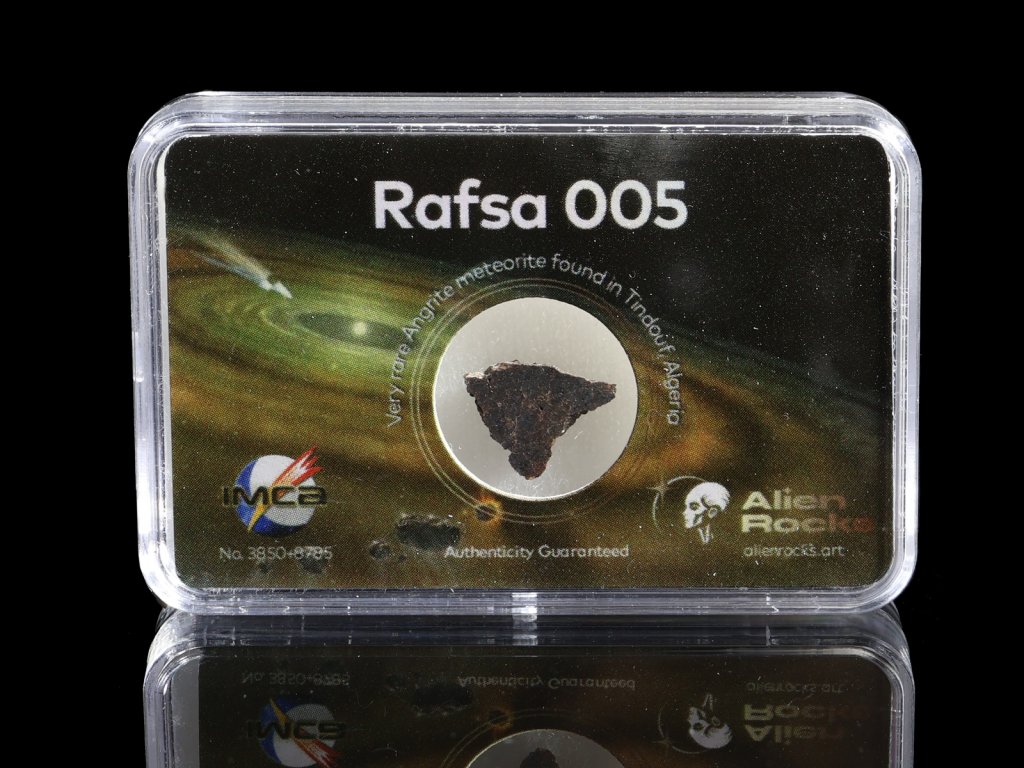 Rafsa 005
Very rare Angrite meteorite found in Tindouf, Algeria
IMCA
No. 3850+8785
Authenticity Guaranteed
Alien
Rocks
alienrocks.art